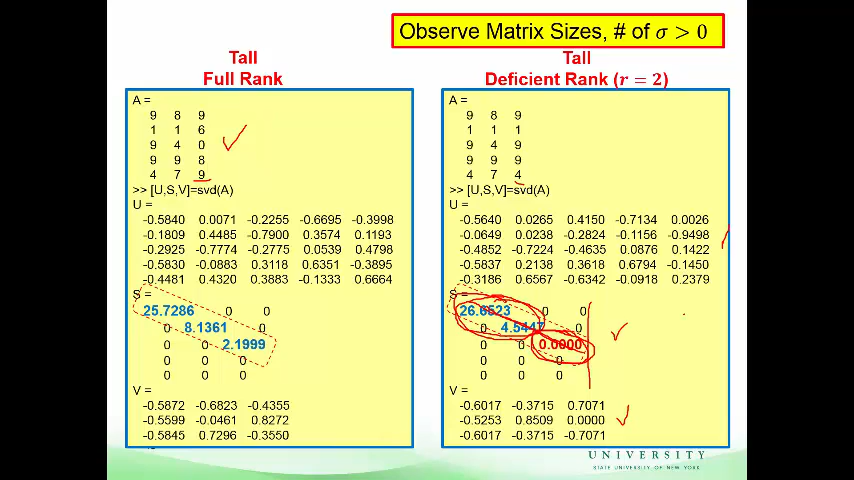 Observe Matrix Sizes, # of σ > 0
Tall
Full Rank
A =
9 8 9
1 1 6
9 4 0
9 9 8
4 7 9
>> [U,S,V]=svd(A)
U =
-0.5840 0.0071 -0.2255 -0.6695 -0.3998
-0.1809 0.4485 -0.7900 0.3574 0.1193
-0.2925 -0.7774 -0.2775 0.0539 0.4798
-0.5830 -0.0883 0.3118 0.6351 -0.3895
-0.4481 0.4320 0.3883 -0.1333 0.6664
S =
25.7286 0 0
0 8.1361 0
0 0 2.1999
0 0 0
0 0 0
V =
-0.5872 -0.6823 -0.4355
-0.5599 -0.0461 0.8272
-0.5845 0.7296 -0.3550
Tall
Deficient Rank (r = 2)
A =
9 8 9
1 1 1
9 4 9
9 9 9
4 7 4
>> [U,S,V]=svd(A)
U =
-0.5640 0.0265 0.4150 -0.7134 0.0026
-0.0649 0.0238 -0.2824 -0.1156 -0.9498
-0.4852 -0.7224 -0.4635 0.0876 0.1422
-0.5837 0.2138 0.3618 0.6794 -0.1450
-0.3186 0.6567 -0.6342 -0.0918 0.2379
S =
26.6523 0 0
0 4.5447 0
0 0 0.0000
0 0 0
0 0 0
V =
-0.6017 -0.3715 0.7071
-0.5253 0.8509 0.0000
-0.6017 -0.3715 -0.7071
UNIVERSITY
STATE UNIVERSITY OF NEW YORK